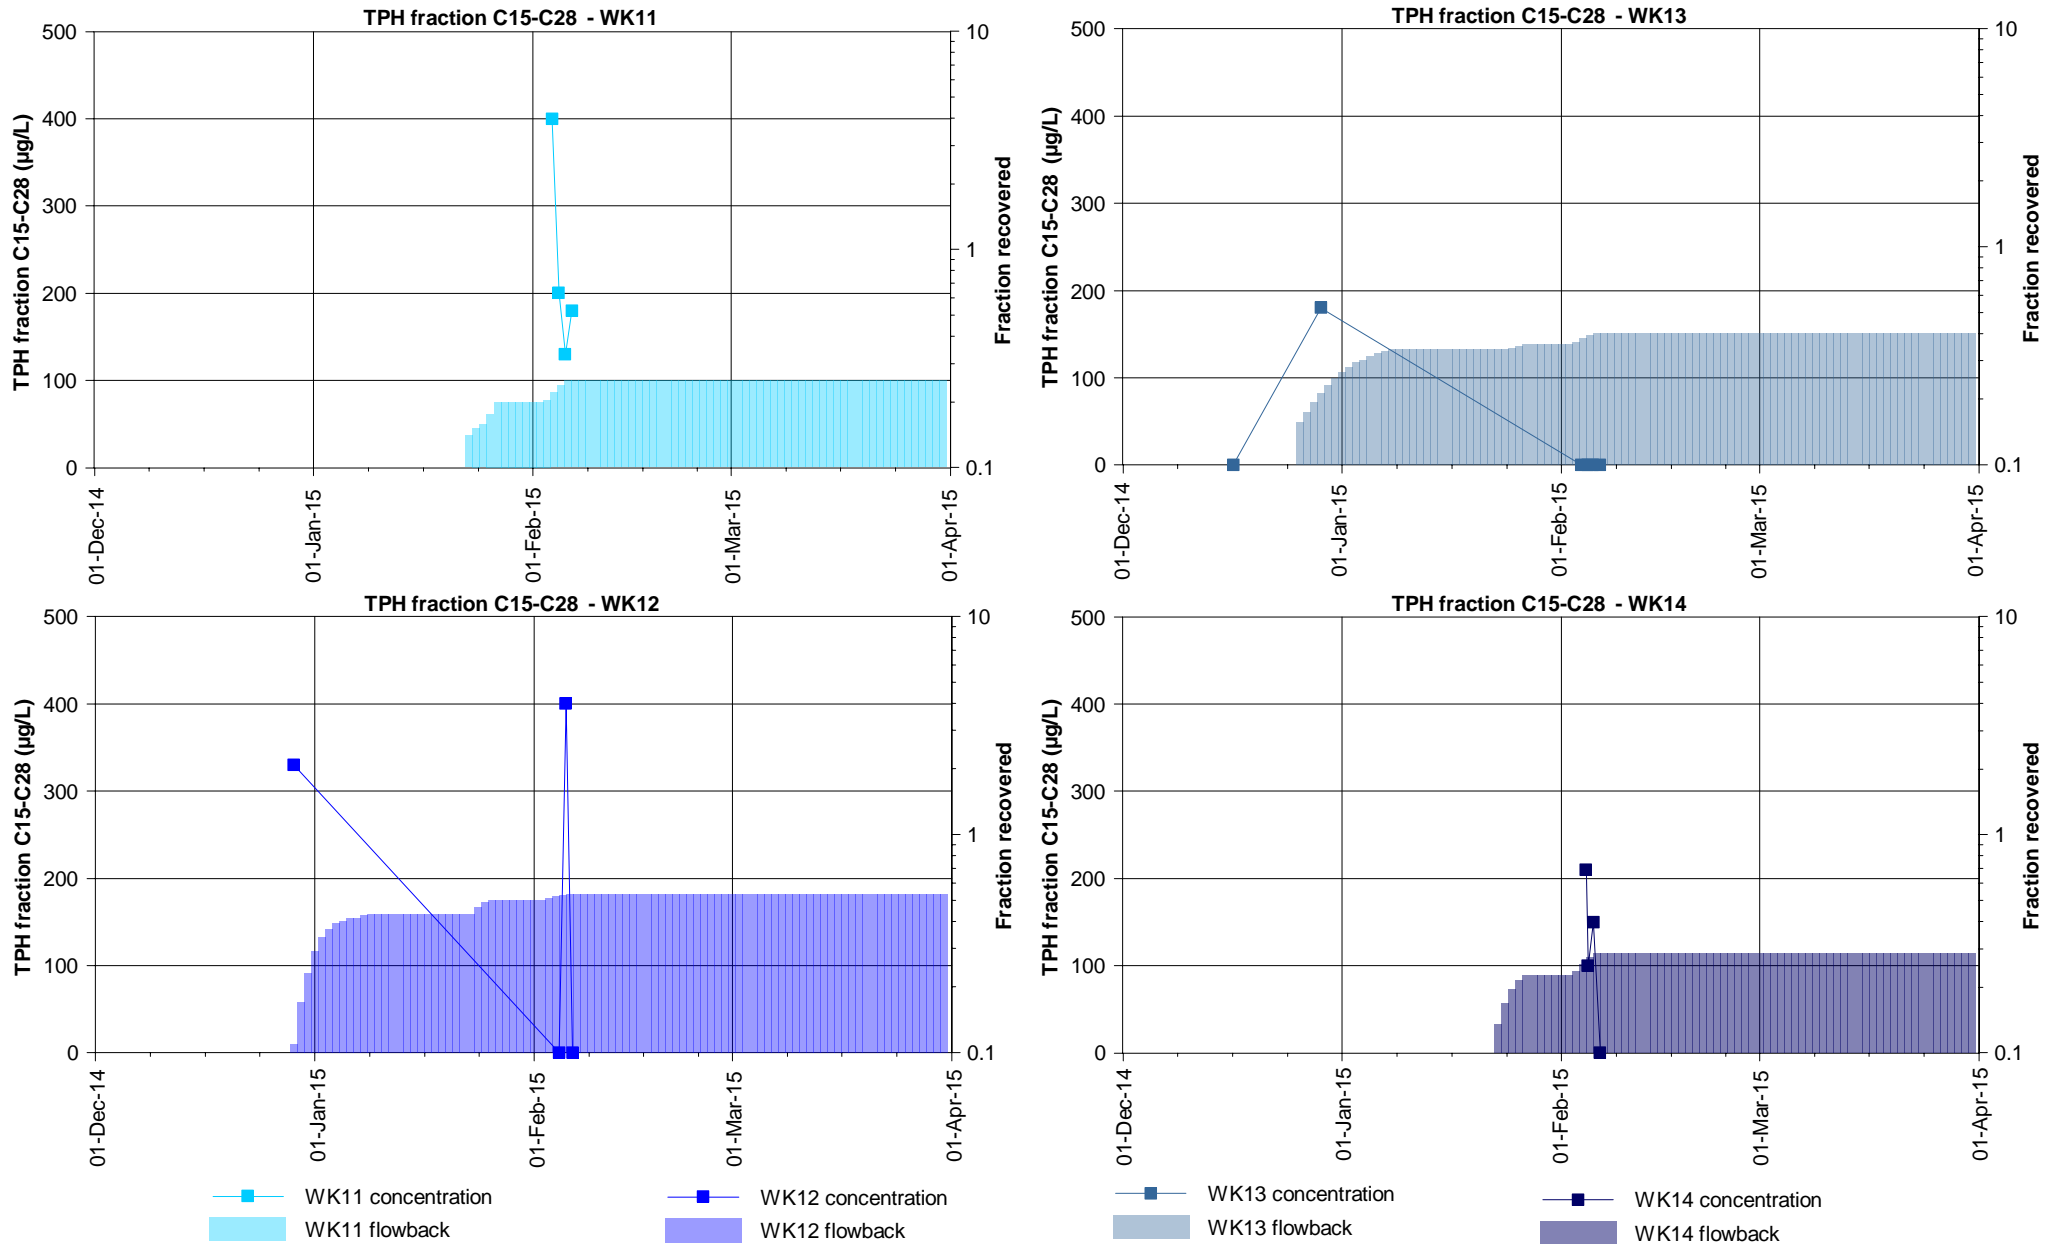 TPH fraction C15-C28 - WK11
500
400
300
200
100
0
TPH fraction C15-C28 (µg/L)
10
1
0.1
Fraction recovered
01-Dec-14
01-Jan-15
01-Feb-15
01-Mar-15
01-Apr-15
TPH fraction C15-C28 - WK13
500
400
300
200
100
0
TPH fraction C15-C28 (µg/L)
10
1
0.1
Fraction recovered
01-Dec-14
01-Jan-15
01-Feb-15
01-Mar-15
01-Apr-15
TPH fraction C15-C28 - WK12
500
400
300
200
100
0
TPH fraction C15-C28 (µg/L)
10
1
0.1
Fraction recovered
01-Dec-14
01-Jan-15
01-Feb-15
01-Mar-15
01-Apr-15
TPH fraction C15-C28 - WK14
500
400
300
200
100
0
TPH fraction C15-C28 (µg/L)
10
1
0.1
Fraction recovered
01-Dec-14
01-Jan-15
01-Feb-15
01-Mar-15
01-Apr-15
WK11 concentration
WK11 flowback
WK12 concentration
WK12 flowback
WK13 concentration
WK13 flowback
WK14 concentration
WK14 flowback